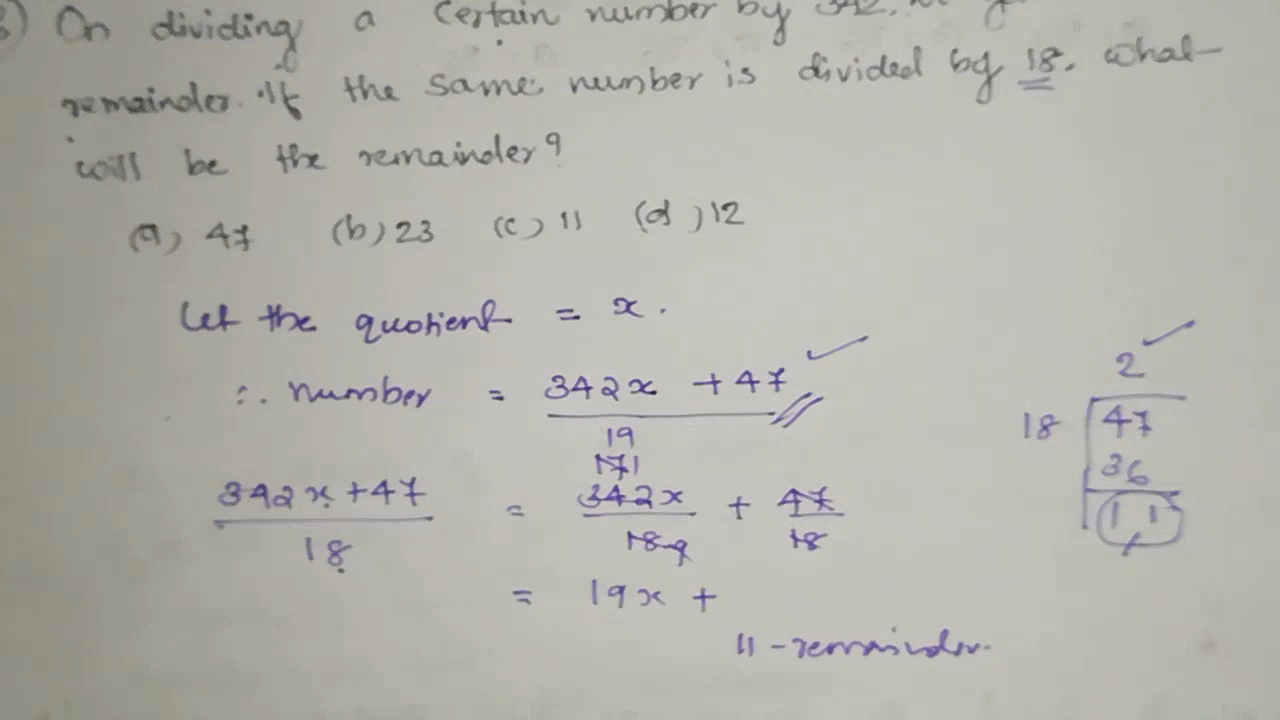 On dividing a certain number by 342,
remainder. If the same number is divided by 18. what
will be the remainder?
(a) 47 (b) 23 (c) 11 (d) 12
Let the quotient = x.
∴ number = 342x + 47
2
18 47
36
11
19
171
342x + 47 = 342x + 47
18 18 9 18
= 19x +
11 - remainder.